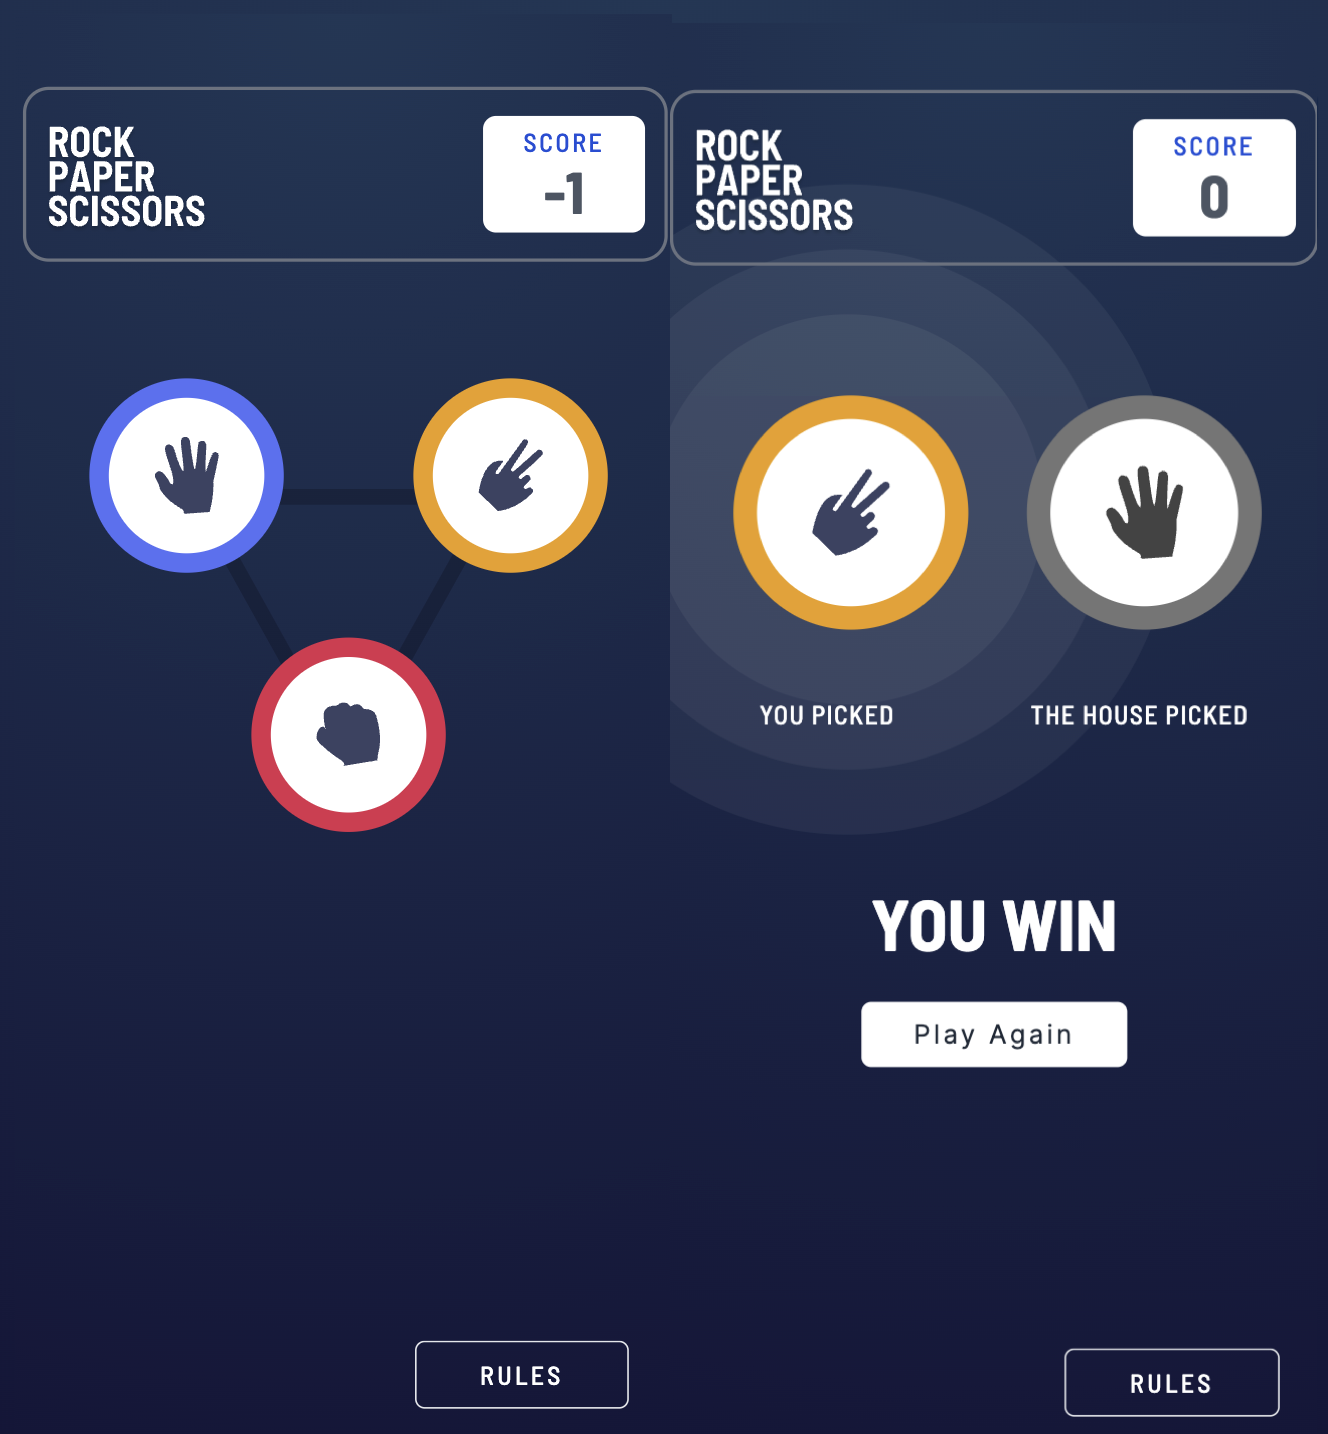 ROCK
PAPER
SCISSORS
SCORE
-1
RULES
ROCK
PAPER
SCISSORS
SCORE
0
YOU PICKED
THE HOUSE PICKED
YOU WIN
Play Again
RULES